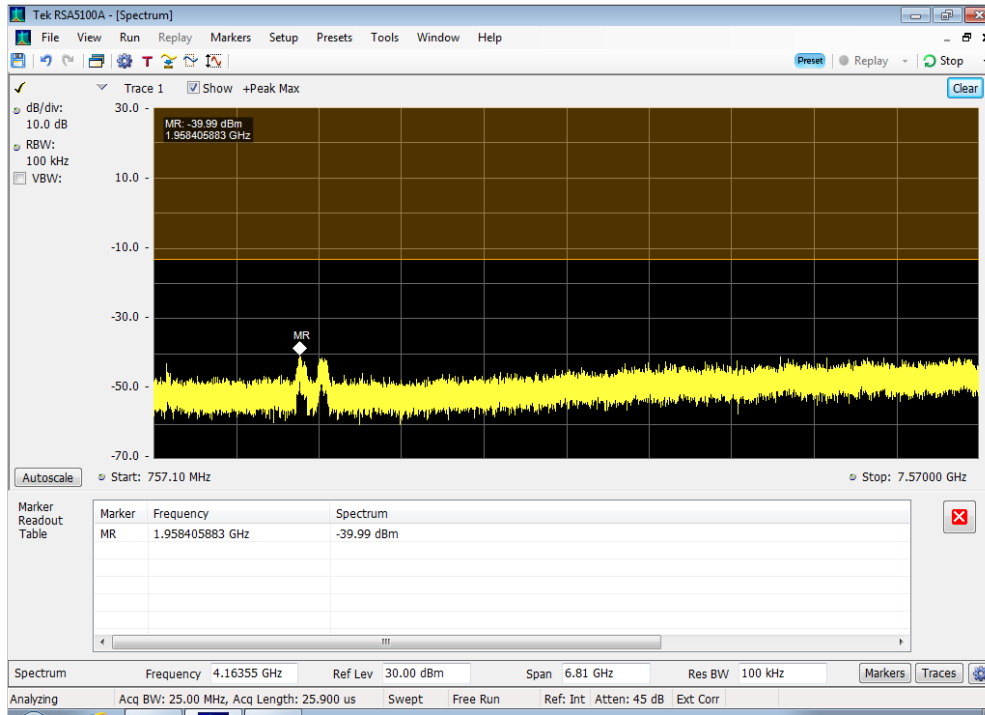 Tek RSA5100A - [Spectrum]
File View Run Replay Markers Setup Presets Tools Window Help
T Preset Replay Stop
Trace 1 Show +Peak Max Clear
dB/div:
10.0 dB
RBW:
100 kHz
VBW:
30.0 -
10.0 -
-10.0 -
-30.0 -
-50.0 -
-70.0 -
MR: -39.99 dBm
1.958405883 GHz
MR
Autoscale Start: 757.10 MHz Stop: 7.57000 GHz
Marker
Readout
Table
Marker Frequency Spectrum
MR 1.958405883 GHz -39.99 dBm
Spectrum Frequency 4.16355 GHz Ref Lev 30.00 dBm Span 6.81 GHz Res BW 100 kHz Markers Traces
Analyzing Acq BW: 25.00 MHz, Acq Length: 25.900 us Swept Free Run Ref: Int Atten: 45 dB Ext Corr